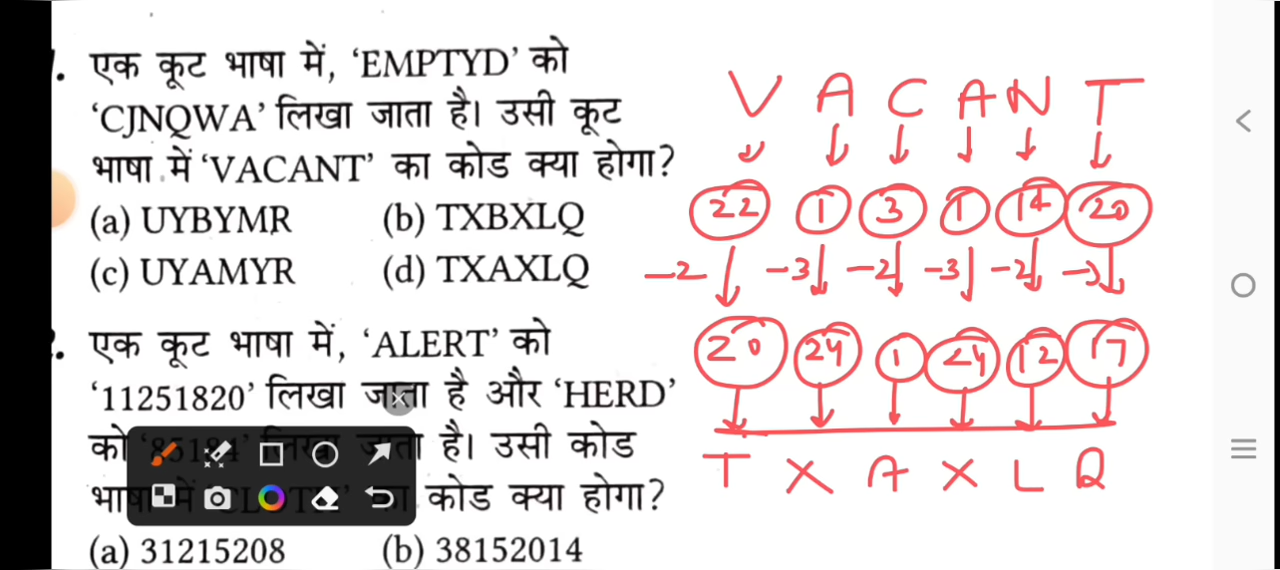 . एक कूट भाषा में, ‘EMPTYD’ को
‘CJNQWA’ लिखा जाता है। उसी कूट
भाषा में ‘VACANT’ का कोड क्या होगा?
(a) UYBYMR (b) TXBXLQ
(c) UYAMYR (d) TXAXLQ
. एक कूट भाषा में, ‘ALERT’ को
‘11251820’ लिखा जाता है और ‘HERD’
को ‘85184’ लिखा जाता है। उसी कोड
भाषा में का कोड क्या होगा?
(a) 31215208 (b) 38152014
V A C A N T
22 1 3 1 14 20
-2 -3 -2 -3 -2
20 24 1 24 12 17
T X A X L Q